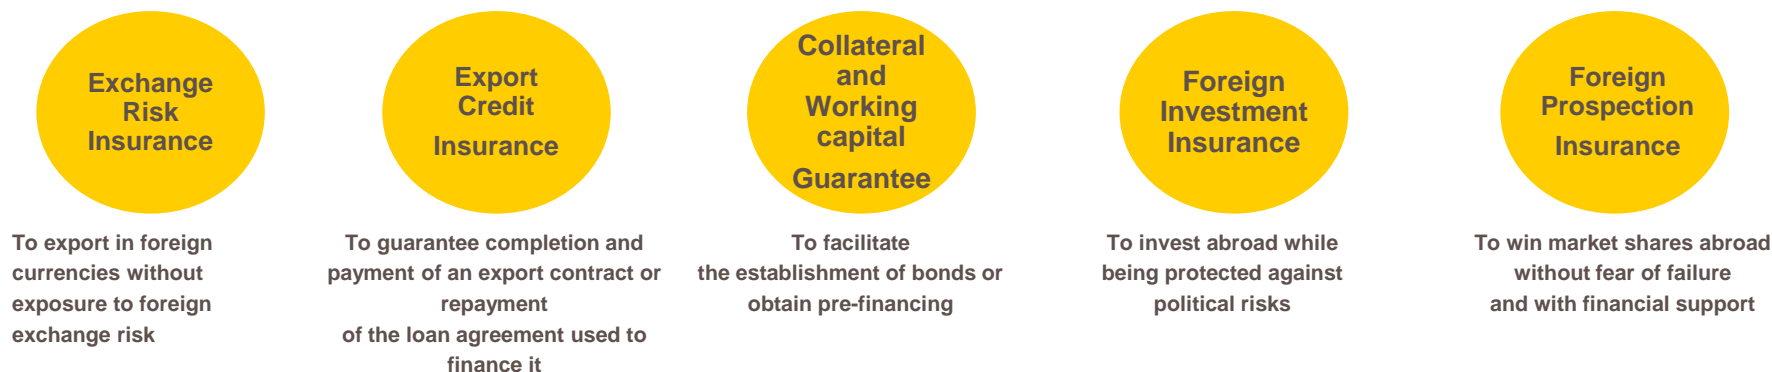 Exchange
Risk
Insurance
To export in foreign
currencies without
exposure to foreign
exchange risk
Export
Credit
Insurance
To guarantee completion and
payment of an export contract or
repayment
of the loan agreement used to
finance it
Collateral
and
Working
capital
Guarantee
To facilitate
the establishment of bonds or
obtain pre-financing
Foreign
Investment
Insurance
To invest abroad while
being protected against
political risks
Foreign
Prospection
Insurance
To win market shares abroad
without fear of failure
and with financial support